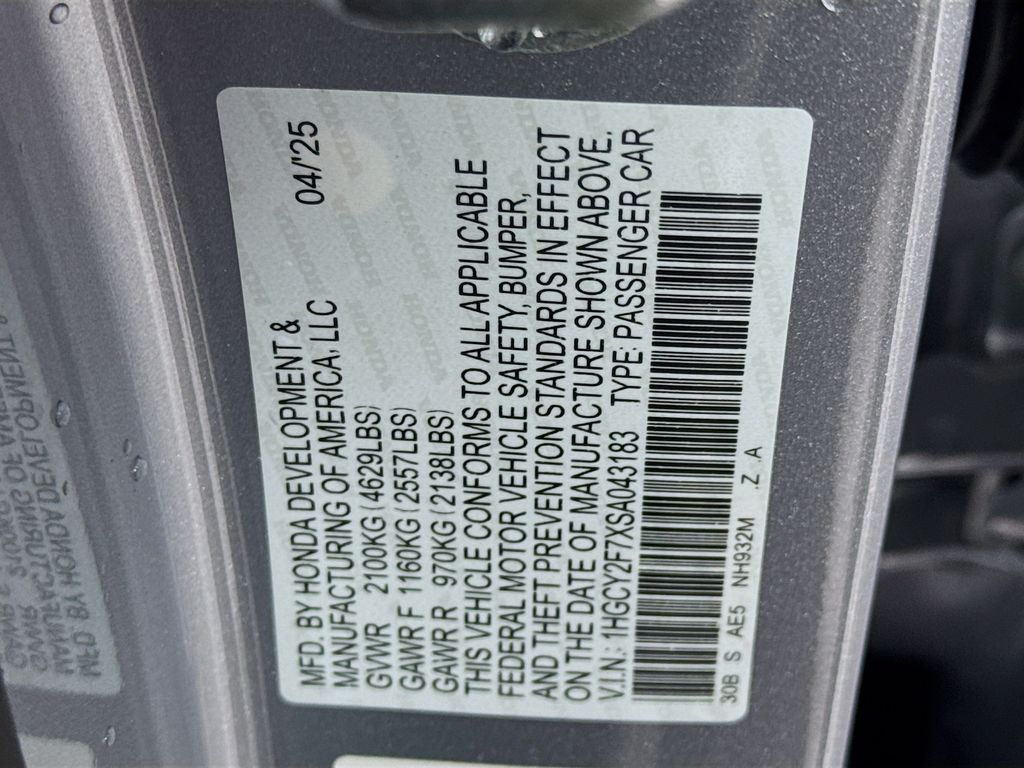 MFD. BY HONDA DEVELOPMENT & 04/'25
MANUFACTURING OF AMERICA, LLC
GVWR 2100KG (4629LBS)
GAWR F 1160KG (2557LBS)
GAWR R 970KG (2138LBS)
THIS VEHICLE CONFORMS TO ALL APPLICABLE
FEDERAL MOTOR VEHICLE SAFETY, BUMPER,
AND THEFT PREVENTION STANDARDS IN EFFECT
ON THE DATE OF MANUFACTURE SHOWN ABOVE.
V.I.N.: 1HGCY2F7XSA043183 TYPE: PASSENGER CAR
30B S AE5 NH932M .Z .A